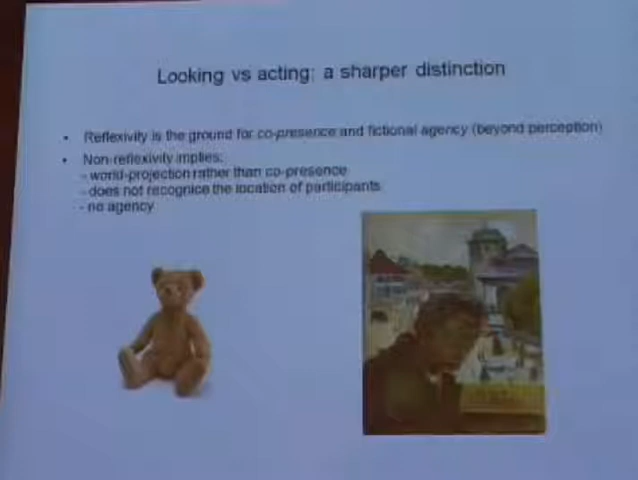 Looking vs acting: a sharper distinction
• Reflexivity is the ground for co-presence and fictional agency (beyond perception)
• Non-reflexivity implies:
- world-projection rather than co-presence
- does not recognice the location of participants
- no agency